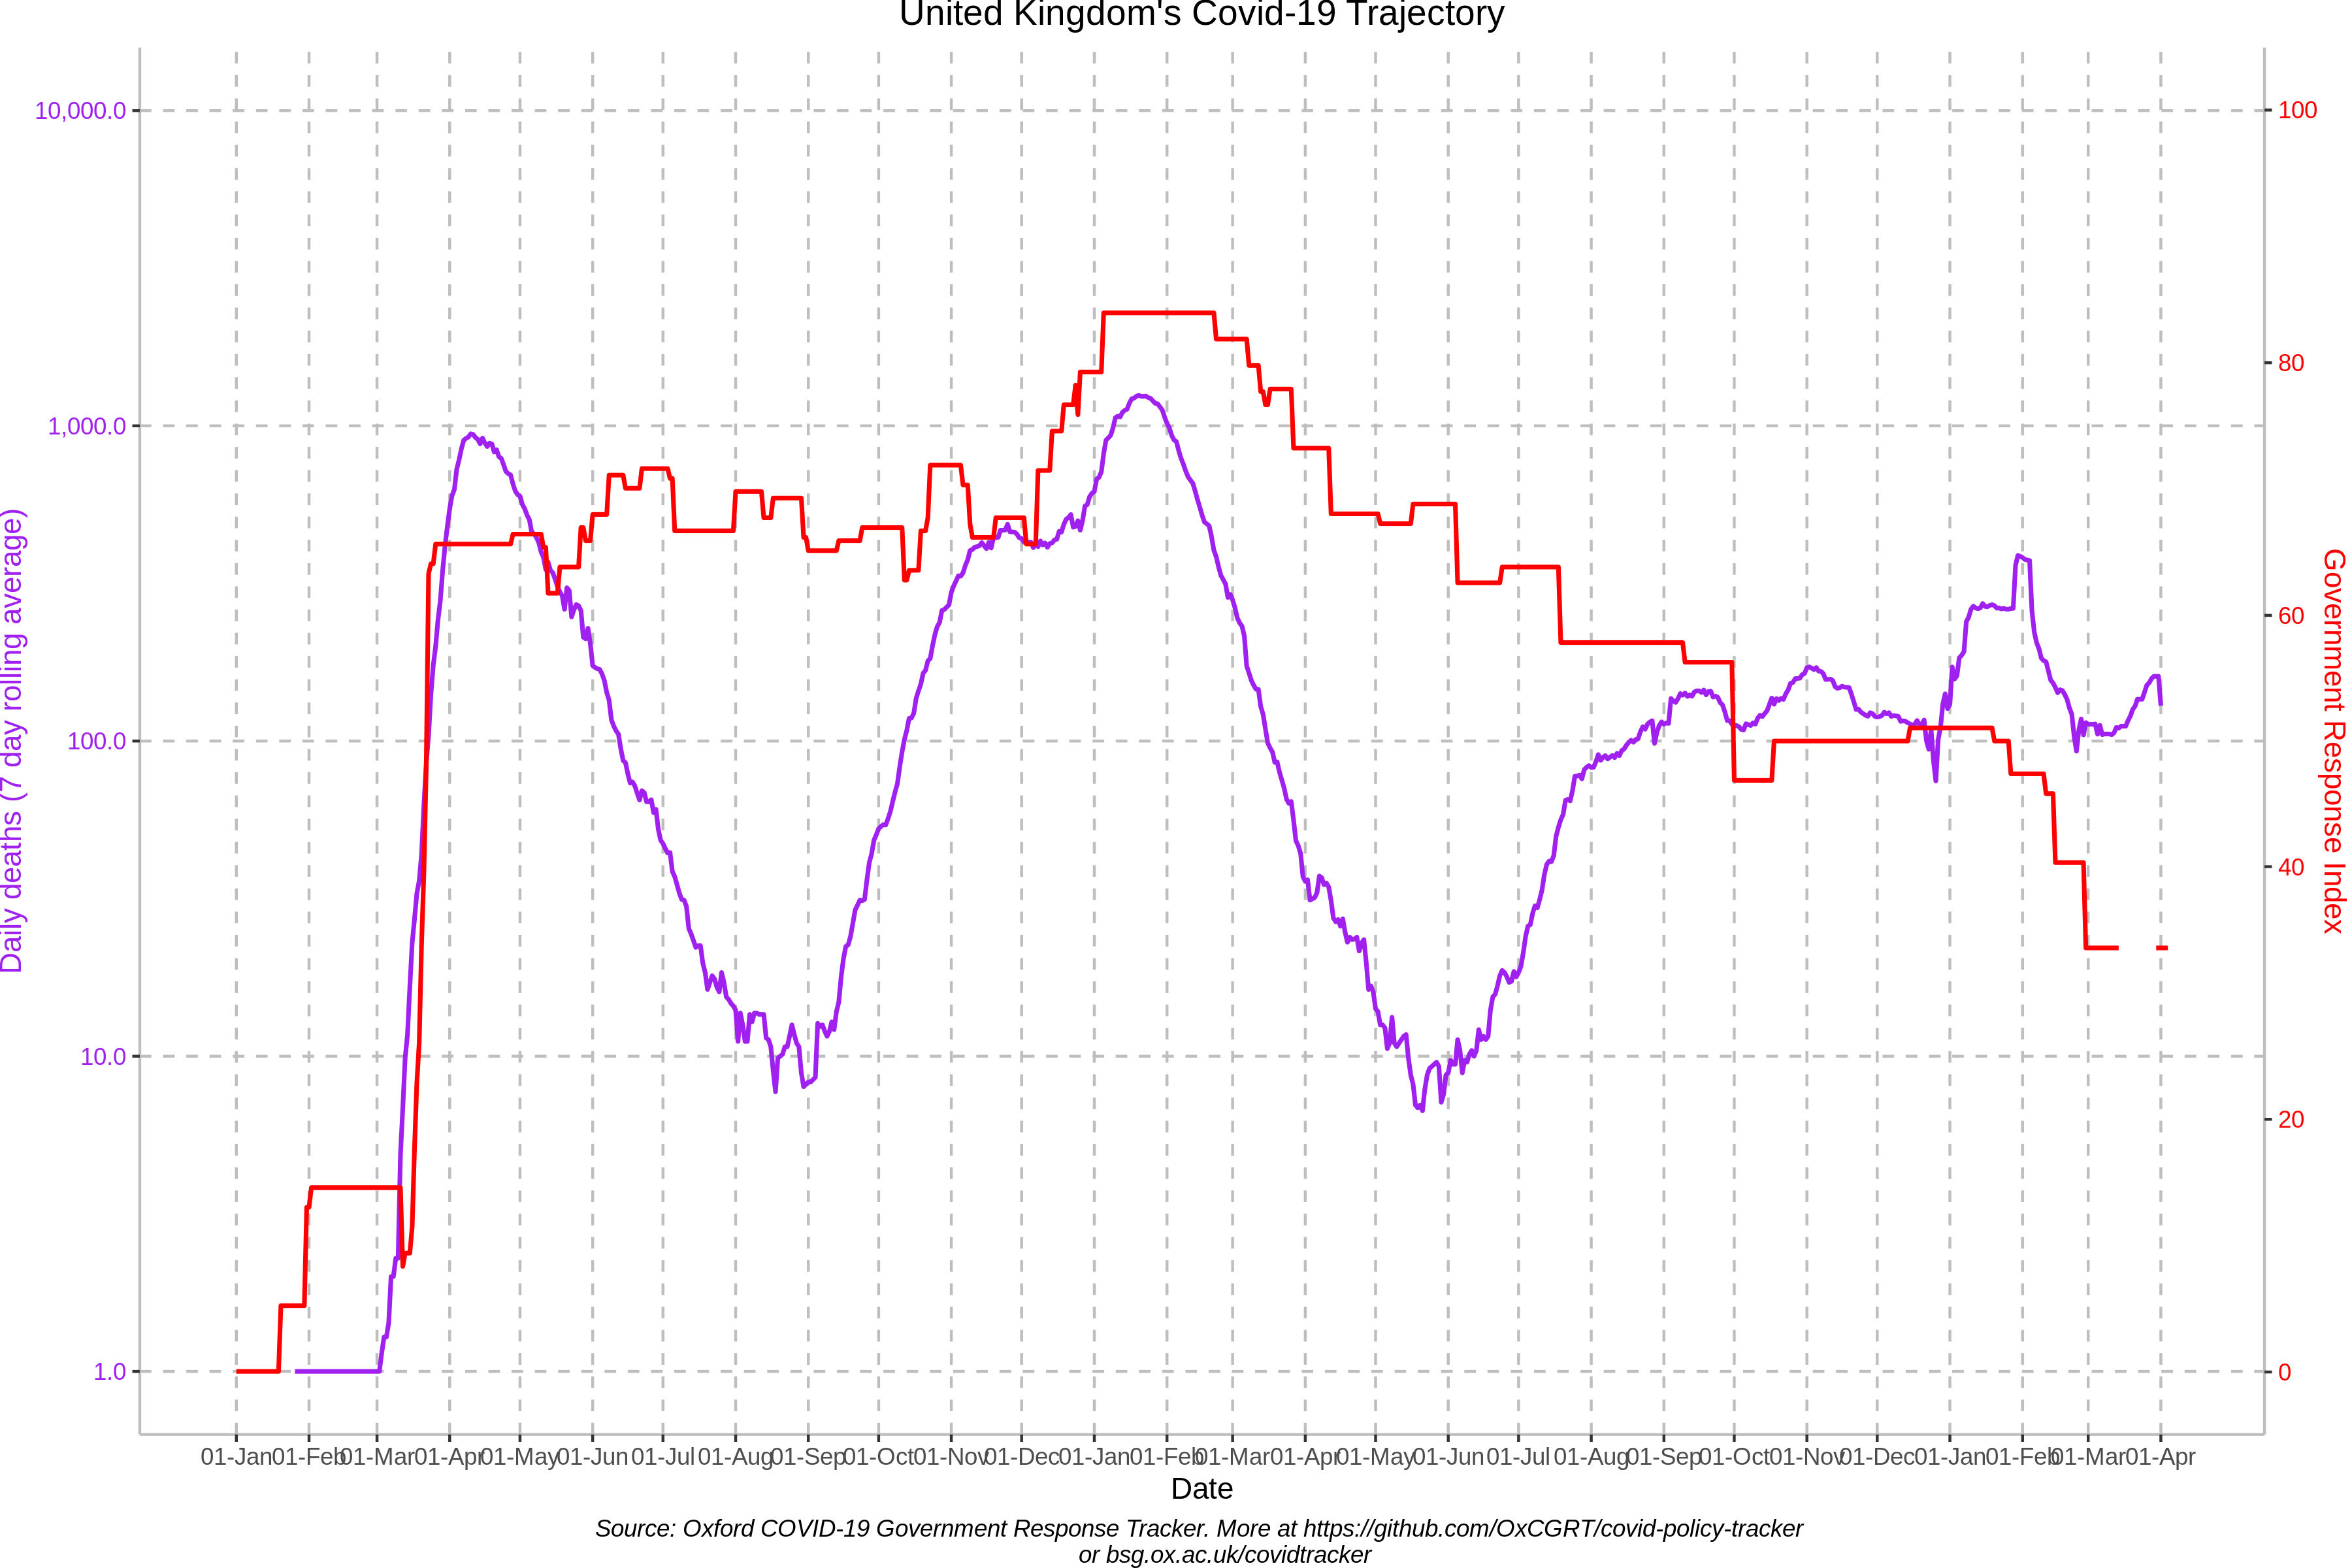 United Kingdom's Covid-19 Trajectory
10,000.0
1,000.0
100.0
10.0
1.0
Daily deaths (7 day rolling average)
100
80
60
40
20
0
Government Response Index
01-Jan 01-Feb 01-Mar 01-Apr 01-May 01-Jun 01-Jul 01-Aug 01-Sep 01-Oct 01-Nov 01-Dec 01-Jan 01-Feb 01-Mar 01-Apr 01-May 01-Jun 01-Jul 01-Aug 01-Sep 01-Oct 01-Nov 01-Dec 01-Jan 01-Feb 01-Mar 01-Apr
Date
Source: Oxford COVID-19 Government Response Tracker. More at https://github.com/OxCGRT/covid-policy-tracker
or bsg.ox.ac.uk/covidtracker